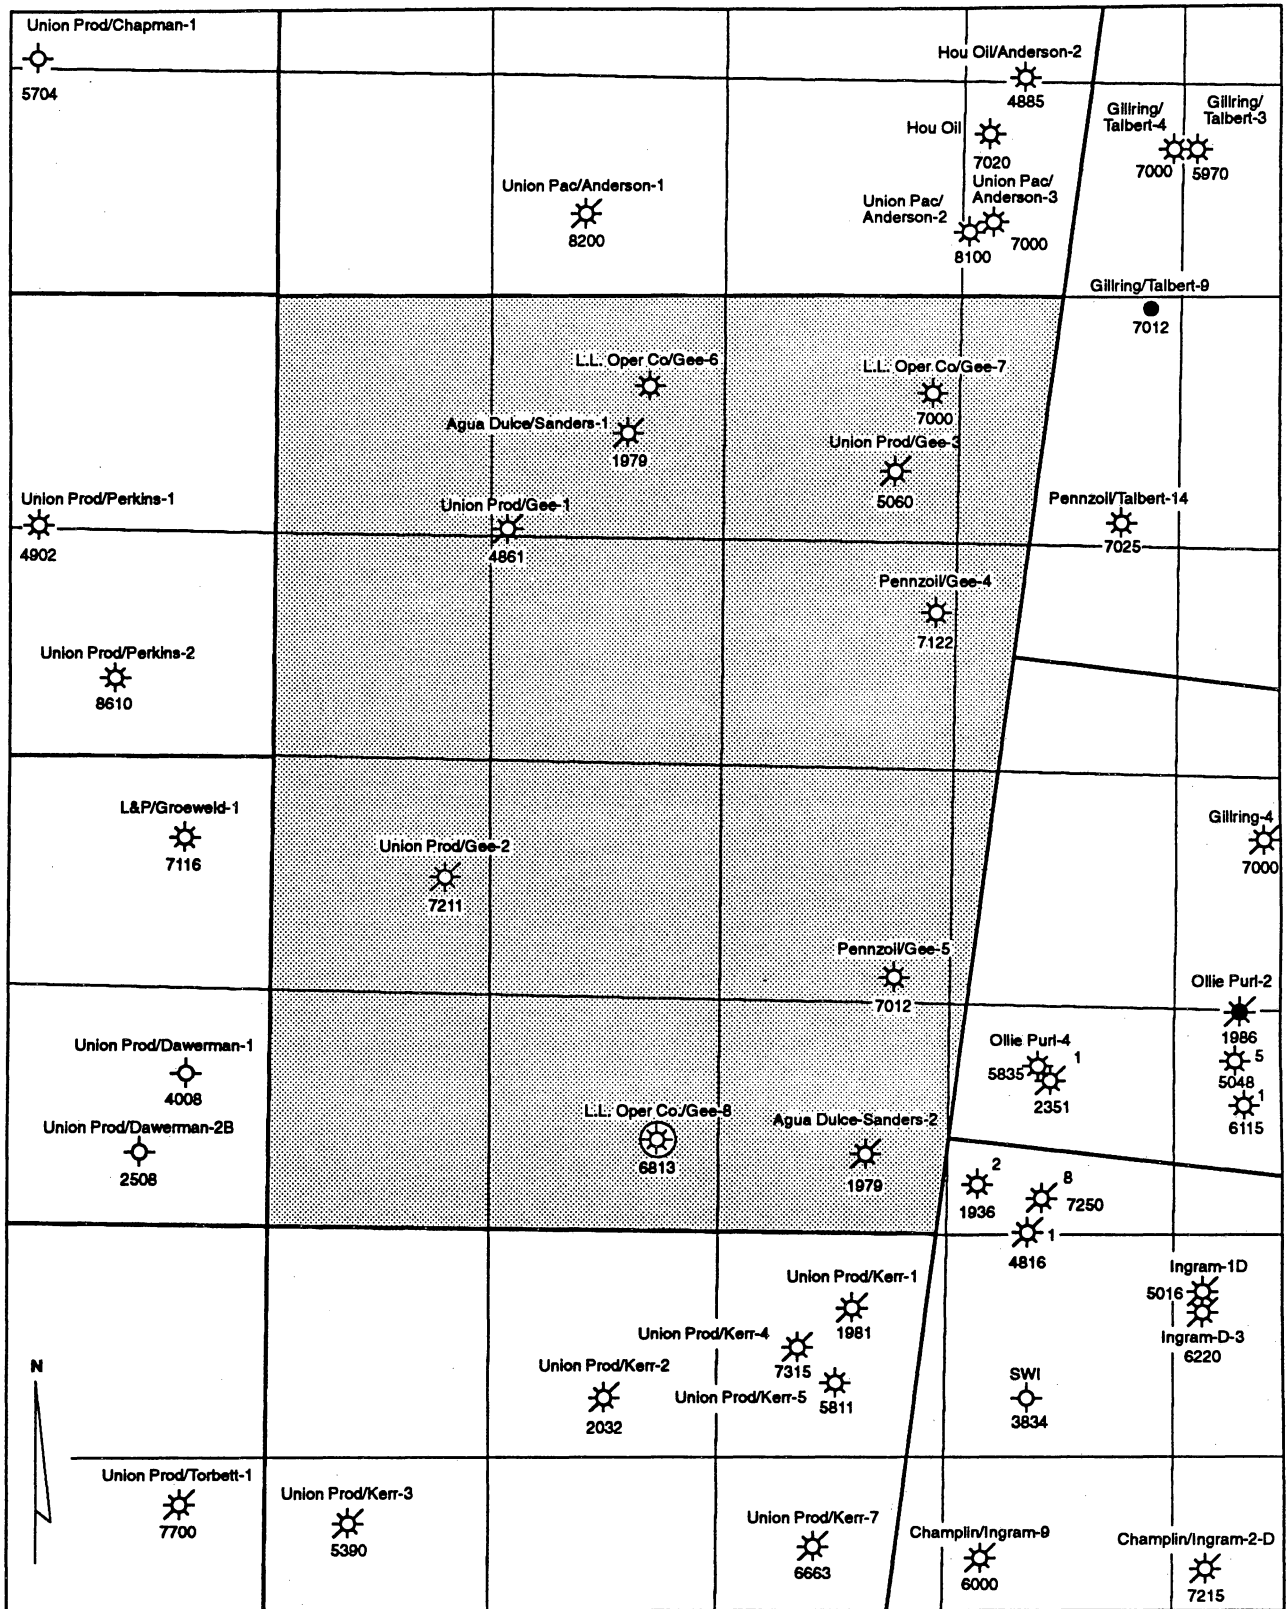 Union Prod/Chapman-1
5704
Hou Oil/Anderson-2
4885
Hou Oil
7020
Gillring/
Talbert-4
7000
Gillring/
Talbert-3
5970
Union Pac/Anderson-1
8200
Union Pac/
Anderson-2
8100
Union Pac/
Anderson-3
7000
Gillring/Talbert-9
7012
L.L. Oper Co/Gee-6
L.L. Oper Co/Gee-7
7000
Agua Dulce/Sanders-1
1979
Union Prod/Gee-3
5060
Union Prod/Perkins-1
4902
Union Prod/Gee-1
4861
Pennzoil/Talbert-14
7025
Pennzoil/Gee-4
7122
Union Prod/Perkins-2
8610
L&P/Groeweld-1
7116
Union Prod/Gee-2
7211
Gillring-4
7000
Pennzoil/Gee-5
7012
Ollie Purl-2
1986
5
5048
1
6115
Union Prod/Dawerman-1
4008
Ollie Purl-4
5835
1
2351
Union Prod/Dawerman-2B
2508
L.L. Oper Co./Gee-8
6813
Agua Dulce-Sanders-2
1979
2
1936
8
7250
1
4816
Union Prod/Kerr-1
1981
Ingram-1D
5016
Ingram-D-3
6220
Union Prod/Kerr-4
7315
Union Prod/Kerr-2
2032
Union Prod/Kerr-5
5811
SWI
3834
N
Union Prod/Torbett-1
7700
Union Prod/Kerr-3
5390
Union Prod/Kerr-7
6663
Champlin/Ingram-9
6000
Champlin/Ingram-2-D
7215